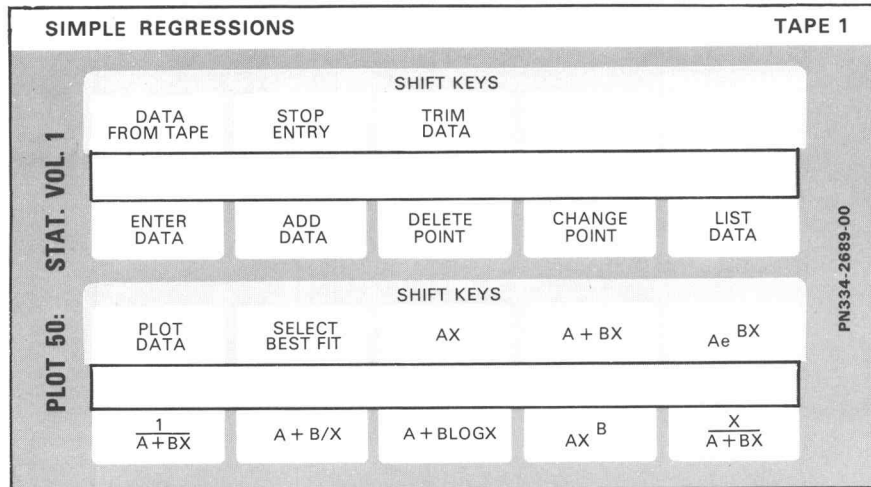 SIMPLE REGRESSIONS TAPE 1
PLOT 50: STAT. VOL. 1
SHIFT KEYS
DATA FROM TAPE
STOP ENTRY
TRIM DATA
ENTER DATA
ADD DATA
DELETE POINT
CHANGE POINT
LIST DATA
SHIFT KEYS
PLOT DATA
SELECT BEST FIT
AX
A + BX
Ae^BX
1/A+BX
A + B/X
A + BLOGX
AX^B
X/A+BX
PN334-2689-00